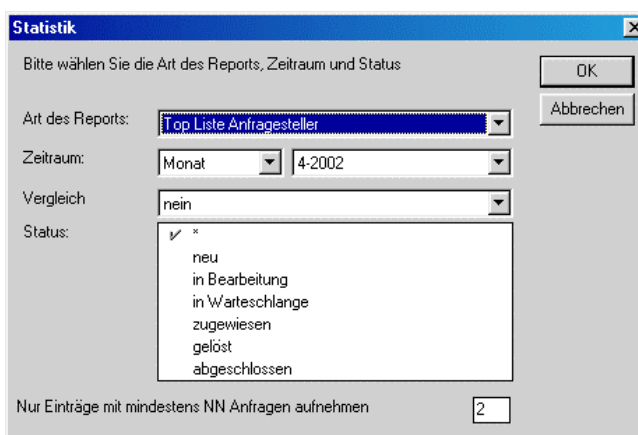 Statistik
Bitte wählen Sie die Art des Reports, Zeitraum und Status
OK
Abbrechen
Art des Reports: Top Liste Anfragesteller
Zeitraum: Monat 4-2002
Vergleich nein
Status: *
neu
in Bearbeitung
in Warteschlange
zugewiesen
gelöst
abgeschlossen
Nur Einträge mit mindestens NN Anfragen aufnehmen 2